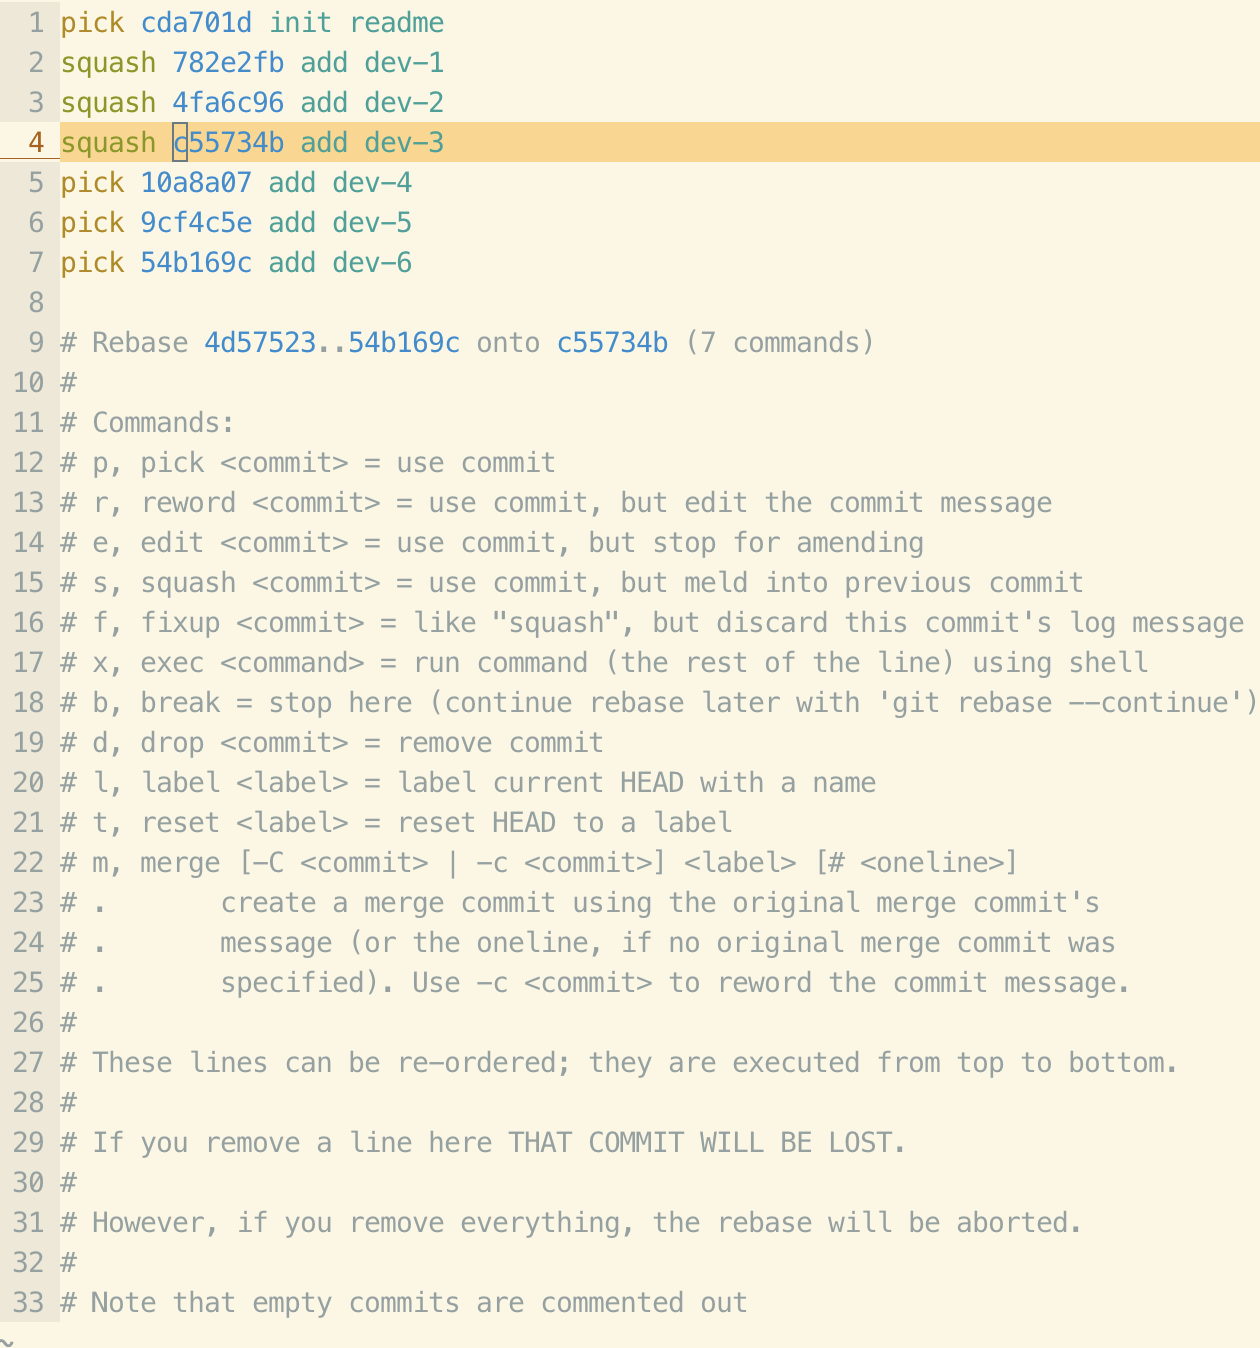 1 pick cda701d init readme
2 squash 782e2fb add dev-1
3 squash 4fa6c96 add dev-2
4 squash c55734b add dev-3
5 pick 10a8a07 add dev-4
6 pick 9cf4c5e add dev-5
7 pick 54b169c add dev-6
8
9 # Rebase 4d57523..54b169c onto c55734b (7 commands)
10 #
11 # Commands:
12 # p, pick <commit> = use commit
13 # r, reword <commit> = use commit, but edit the commit message
14 # e, edit <commit> = use commit, but stop for amending
15 # s, squash <commit> = use commit, but meld into previous commit
16 # f, fixup <commit> = like "squash", but discard this commit's log message
17 # x, exec <command> = run command (the rest of the line) using shell
18 # b, break = stop here (continue rebase later with 'git rebase --continue')
19 # d, drop <commit> = remove commit
20 # l, label <label> = label current HEAD with a name
21 # t, reset <label> = reset HEAD to a label
22 # m, merge [-C <commit> | -c <commit>] <label> [# <oneline>]
23 # .       create a merge commit using the original merge commit's
24 # .       message (or the oneline, if no original merge commit was
25 # .       specified). Use -c <commit> to reword the commit message.
26 #
27 # These lines can be re-ordered; they are executed from top to bottom.
28 #
29 # If you remove a line here THAT COMMIT WILL BE LOST.
30 #
31 # However, if you remove everything, the rebase will be aborted.
32 #
33 # Note that empty commits are commented out
~